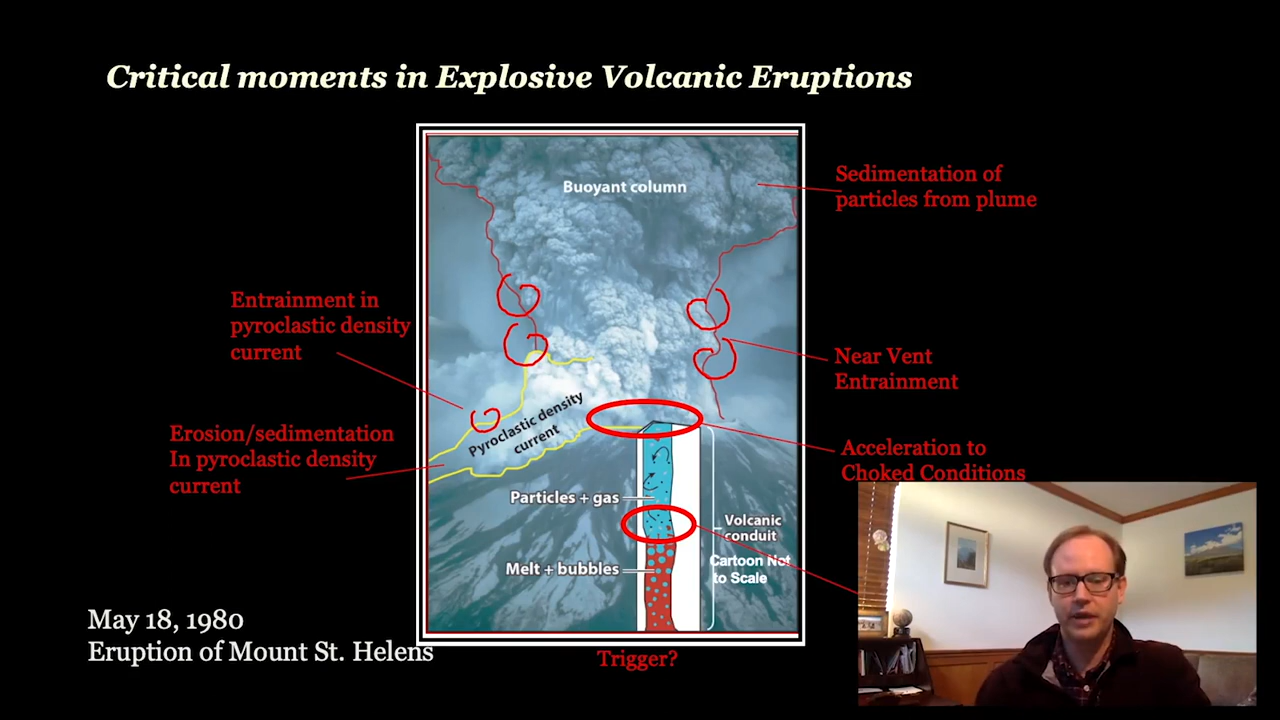 Critical moments in Explosive Volcanic Eruptions
Buoyant column
Sedimentation of
particles from plume
Entrainment in
pyroclastic density
current
Near Vent
Entrainment
Pyroclastic density
current
Erosion/sedimentation
In pyroclastic density
current
Acceleration to
Choked Conditions
Particles + gas
Volcanic
conduit
Melt + bubbles
Cartoon Not
to Scale
May 18, 1980
Eruption of Mount St. Helens
Trigger?